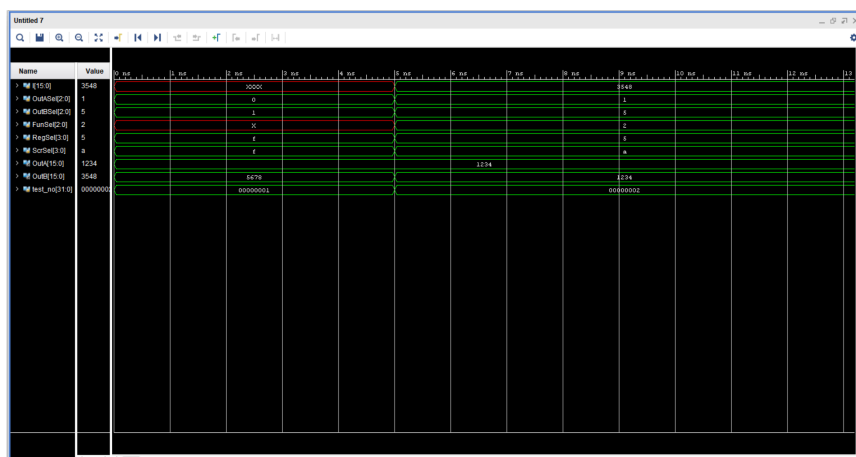 Untitled 7
Name Value 0 ns 1 ns 2 ns 3 ns 4 ns 5 ns 6 ns 7 ns 8 ns 9 ns 10 ns 11 ns 12 ns 13
I[15:0] 3548 XXXX 3548
OutASel[2:0] 1 0 1
OutBSel[2:0] 5 1 5
FunSel[2:0] 2 X 2
RegSel[3:0] 5 f 5
ScrSel[3:0] a f a
OutA[15:0] 1234 1234
OutB[15:0] 3548 5678 1234
test_no[31:0] 00000002 00000001 00000002